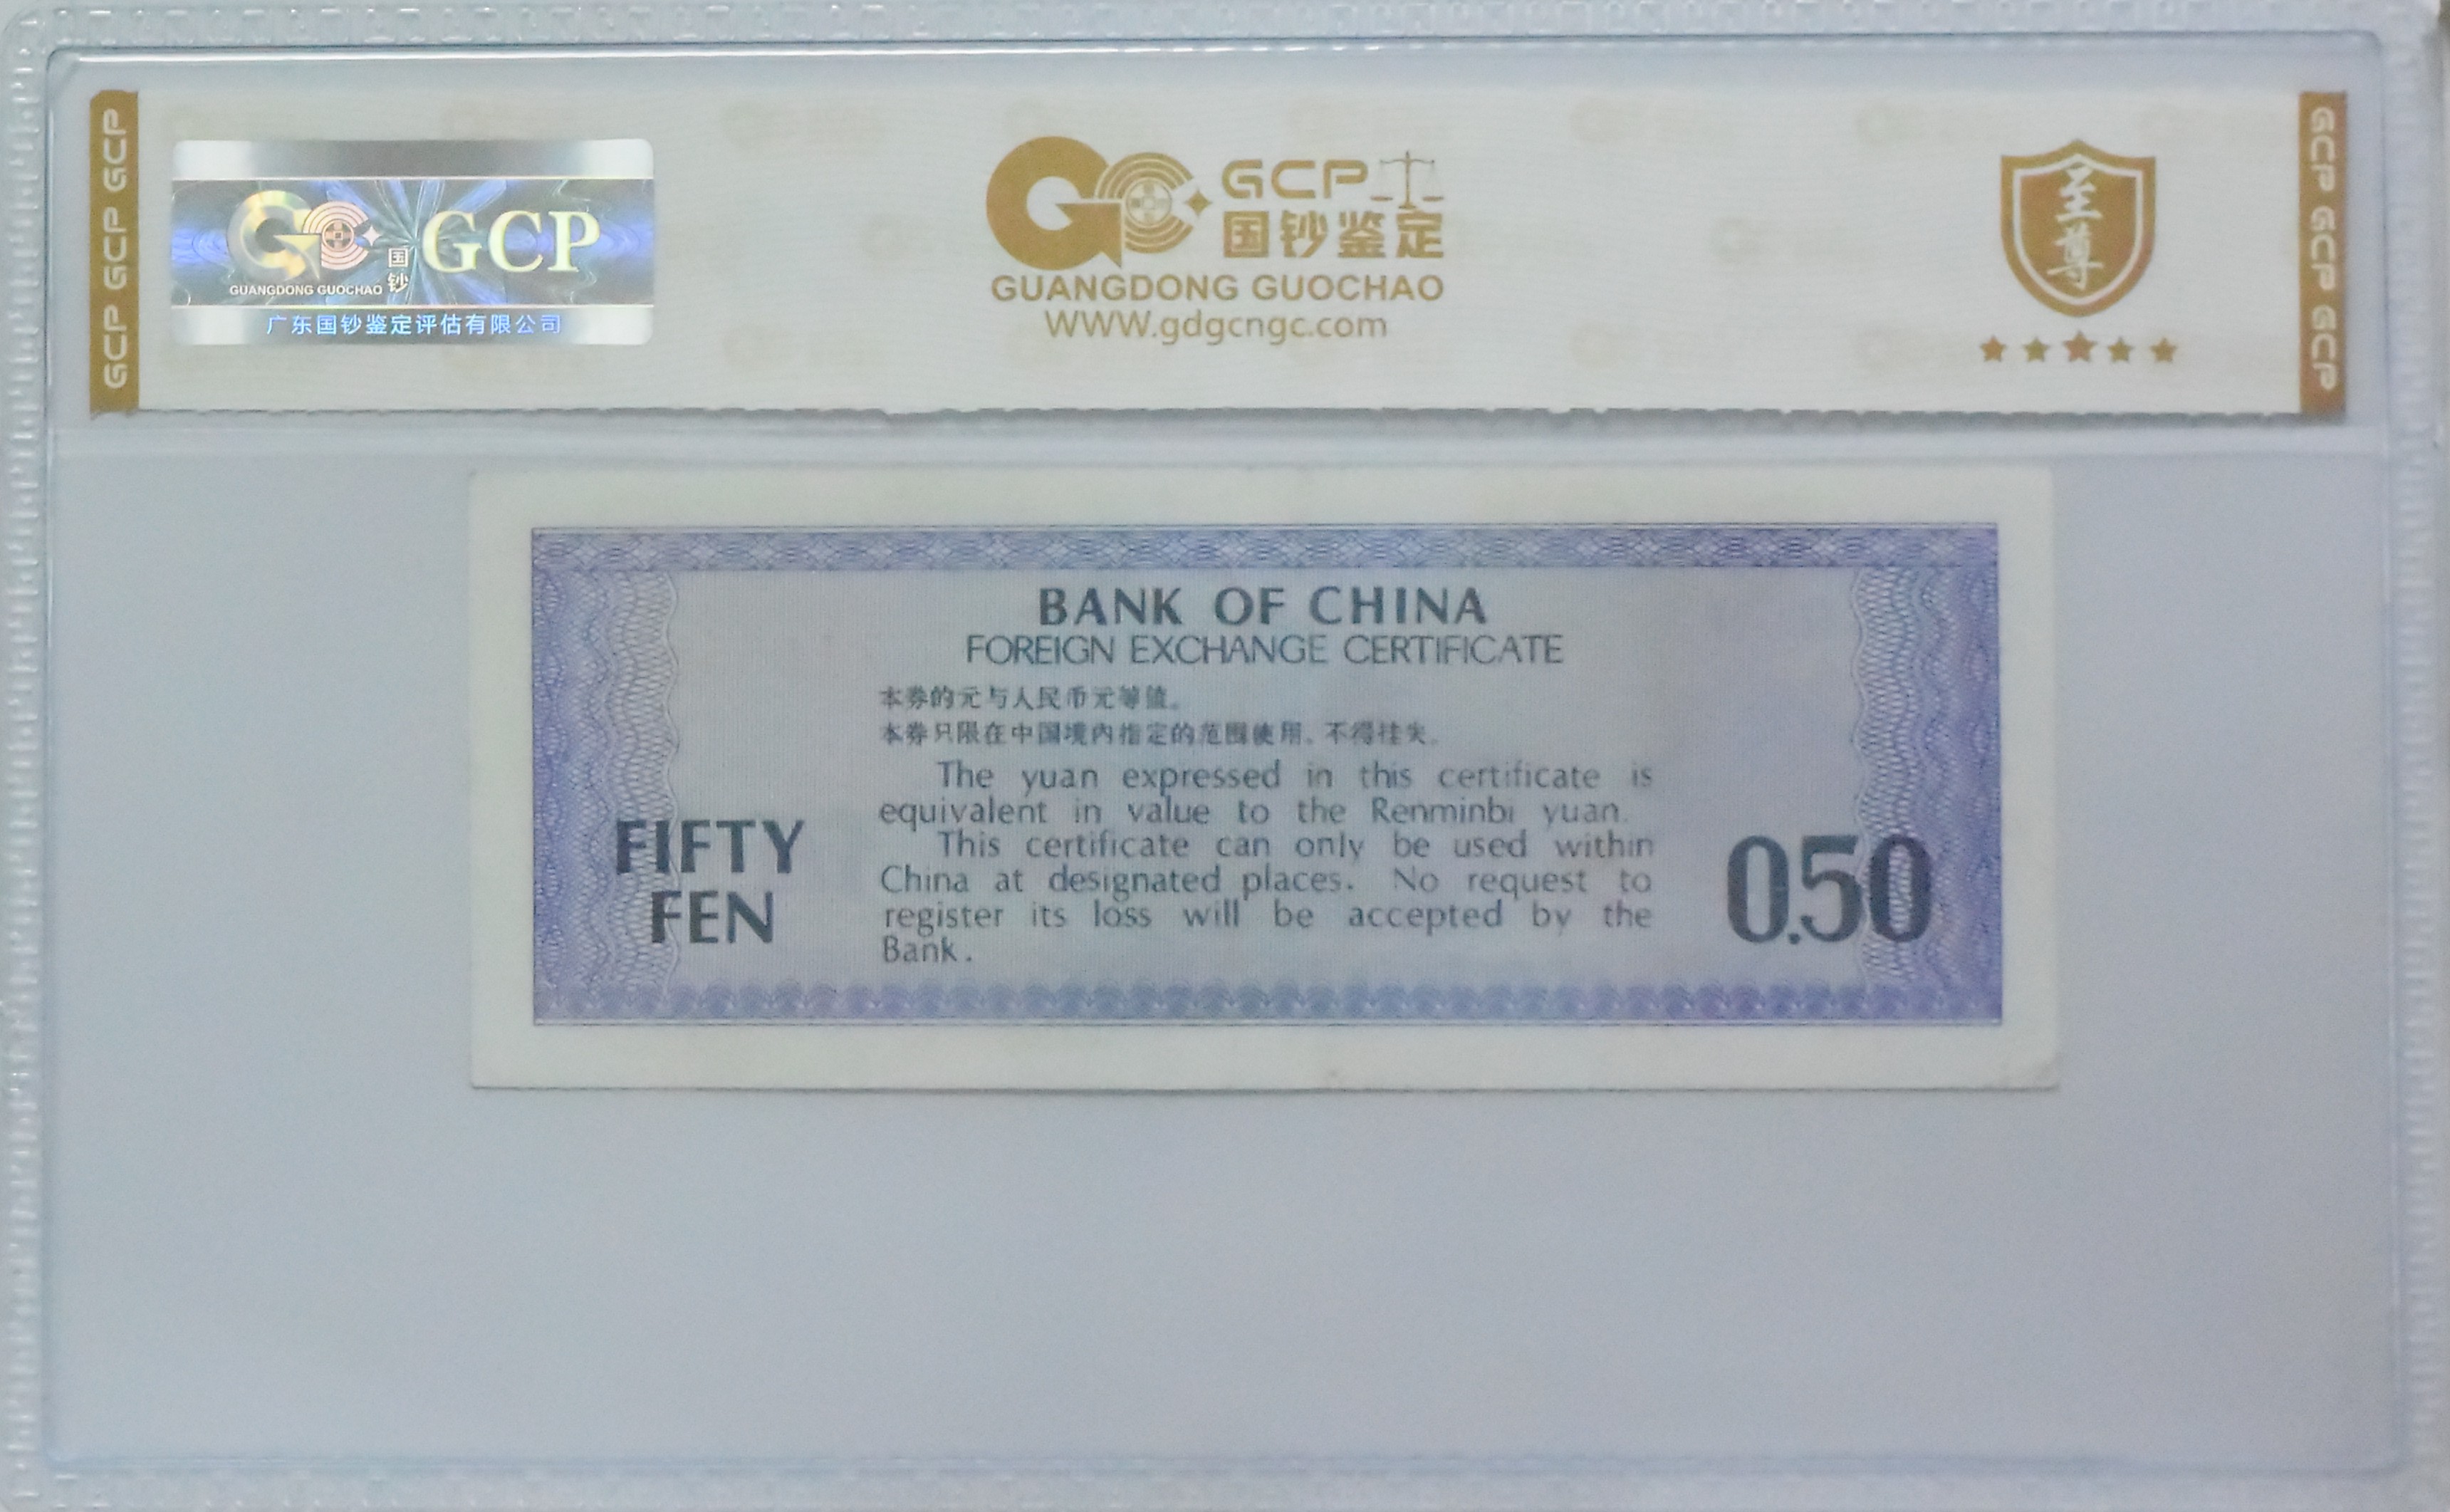 GCP GCP GCP
GUANGDONG GUOCHAO
国钞
GCP
广东国钞鉴定评估有限公司
GCP
国钞鉴定
GUANGDONG GUOCHAO
WWW.gdgcngc.com
至尊
GCP GCP GCP
BANK OF CHINA
FOREIGN EXCHANGE CERTIFICATE
本券的元与人民币元等值。
本券只限在中国境内指定的范围使用、不得挂失。
The yuan expressed in this certificate is
equivalent in value to the Renminbi yuan.
This certificate can only be used within
China at designated places. No request to
register its loss will be accepted by the
Bank.
FIFTY
FEN
0.50